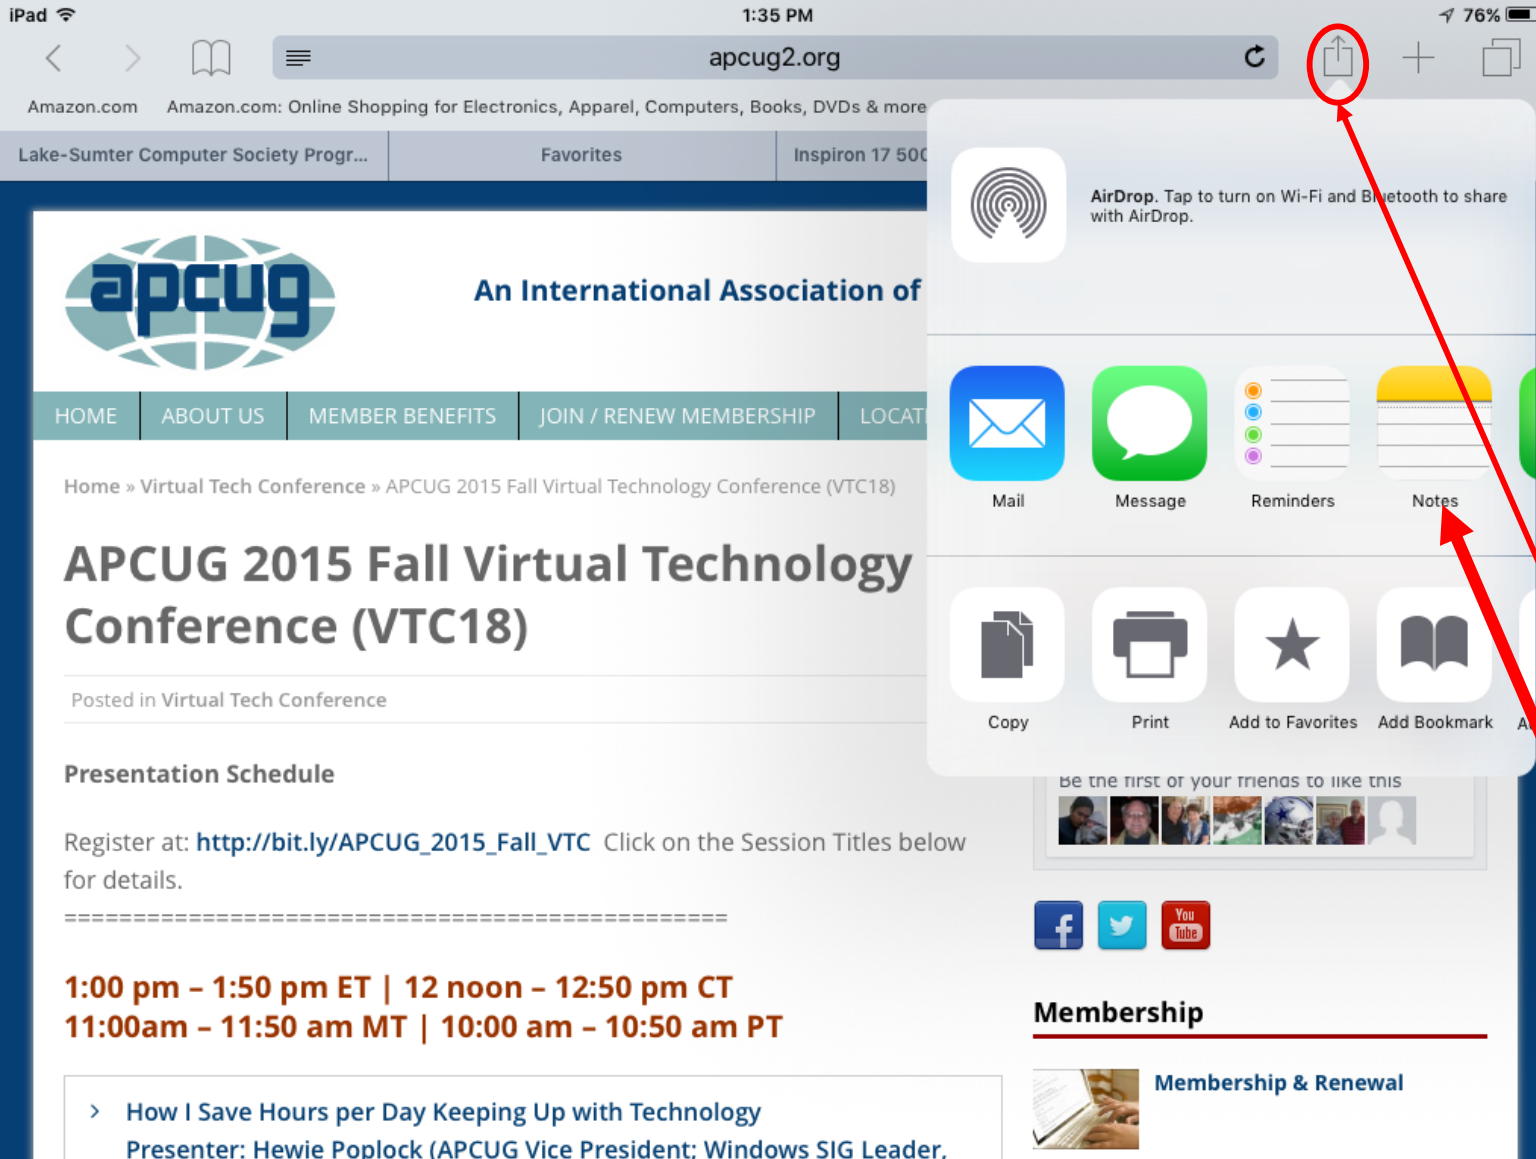 iPad
1:35 PM
76%
apcug2.org
Amazon.com
Amazon.com: Online Shopping for Electronics, Apparel, Computers, Books, DVDs & more
Lake-Sumter Computer Society Progr...
Favorites
Inspiron 17 500
AirDrop. Tap to turn on Wi-Fi and Bluetooth to share
with AirDrop.
apcug
An International Association of
HOME
ABOUT US
MEMBER BENEFITS
JOIN / RENEW MEMBERSHIP
LOCAT
Mail
Message
Reminders
Notes
Home » Virtual Tech Conference » APCUG 2015 Fall Virtual Technology Conference (VTC18)
APCUG 2015 Fall Virtual Technology
Conference (VTC18)
Copy
Print
Add to Favorites
Add Bookmark
Posted in Virtual Tech Conference
Presentation Schedule
Be the first of your friends to like this
Register at: http://bit.ly/APCUG_2015_Fall_VTC Click on the Session Titles below
for details.
================================================
You
Tube
1:00 pm – 1:50 pm ET | 12 noon – 12:50 pm CT
11:00am – 11:50 am MT | 10:00 am – 10:50 am PT
Membership
Membership & Renewal
How I Save Hours per Day Keeping Up with Technology
Presenter: Hewie Poplock (APCUG Vice President; Windows SIG Leader,